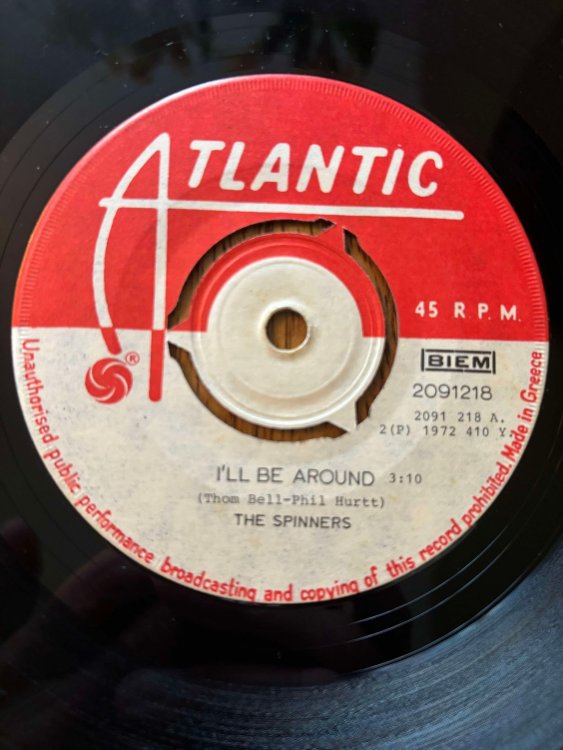 ATLANTIC
45 R.P.M.
®
BIEM
2091218
2091 218 A.
2(P) 1972 410 Y
I'LL BE AROUND 3:10
(Thom Bell-Phil Hurtt)
THE SPINNERS
Unauthorised public performance broadcasting and copying of this record prohibited. Made in Greece